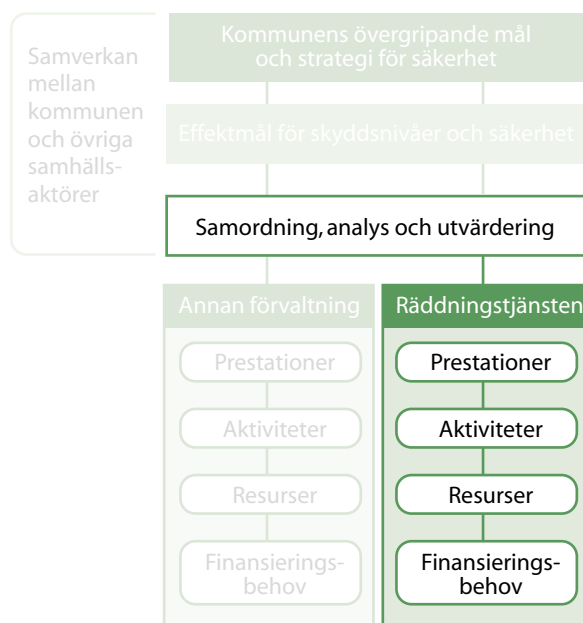 Kommunens övergripande mål
och strategi för säkerhet
Samverkan
mellan
kommunen
och övriga
samhälls-
aktörer
Effektmål för skyddsnivåer och säkerhet
Samordning, analys och utvärdering
Annan förvaltning
Prestationer
Aktiviteter
Resurser
Finansierings-
behov
Räddningstjänsten
Prestationer
Aktiviteter
Resurser
Finansierings-
behov